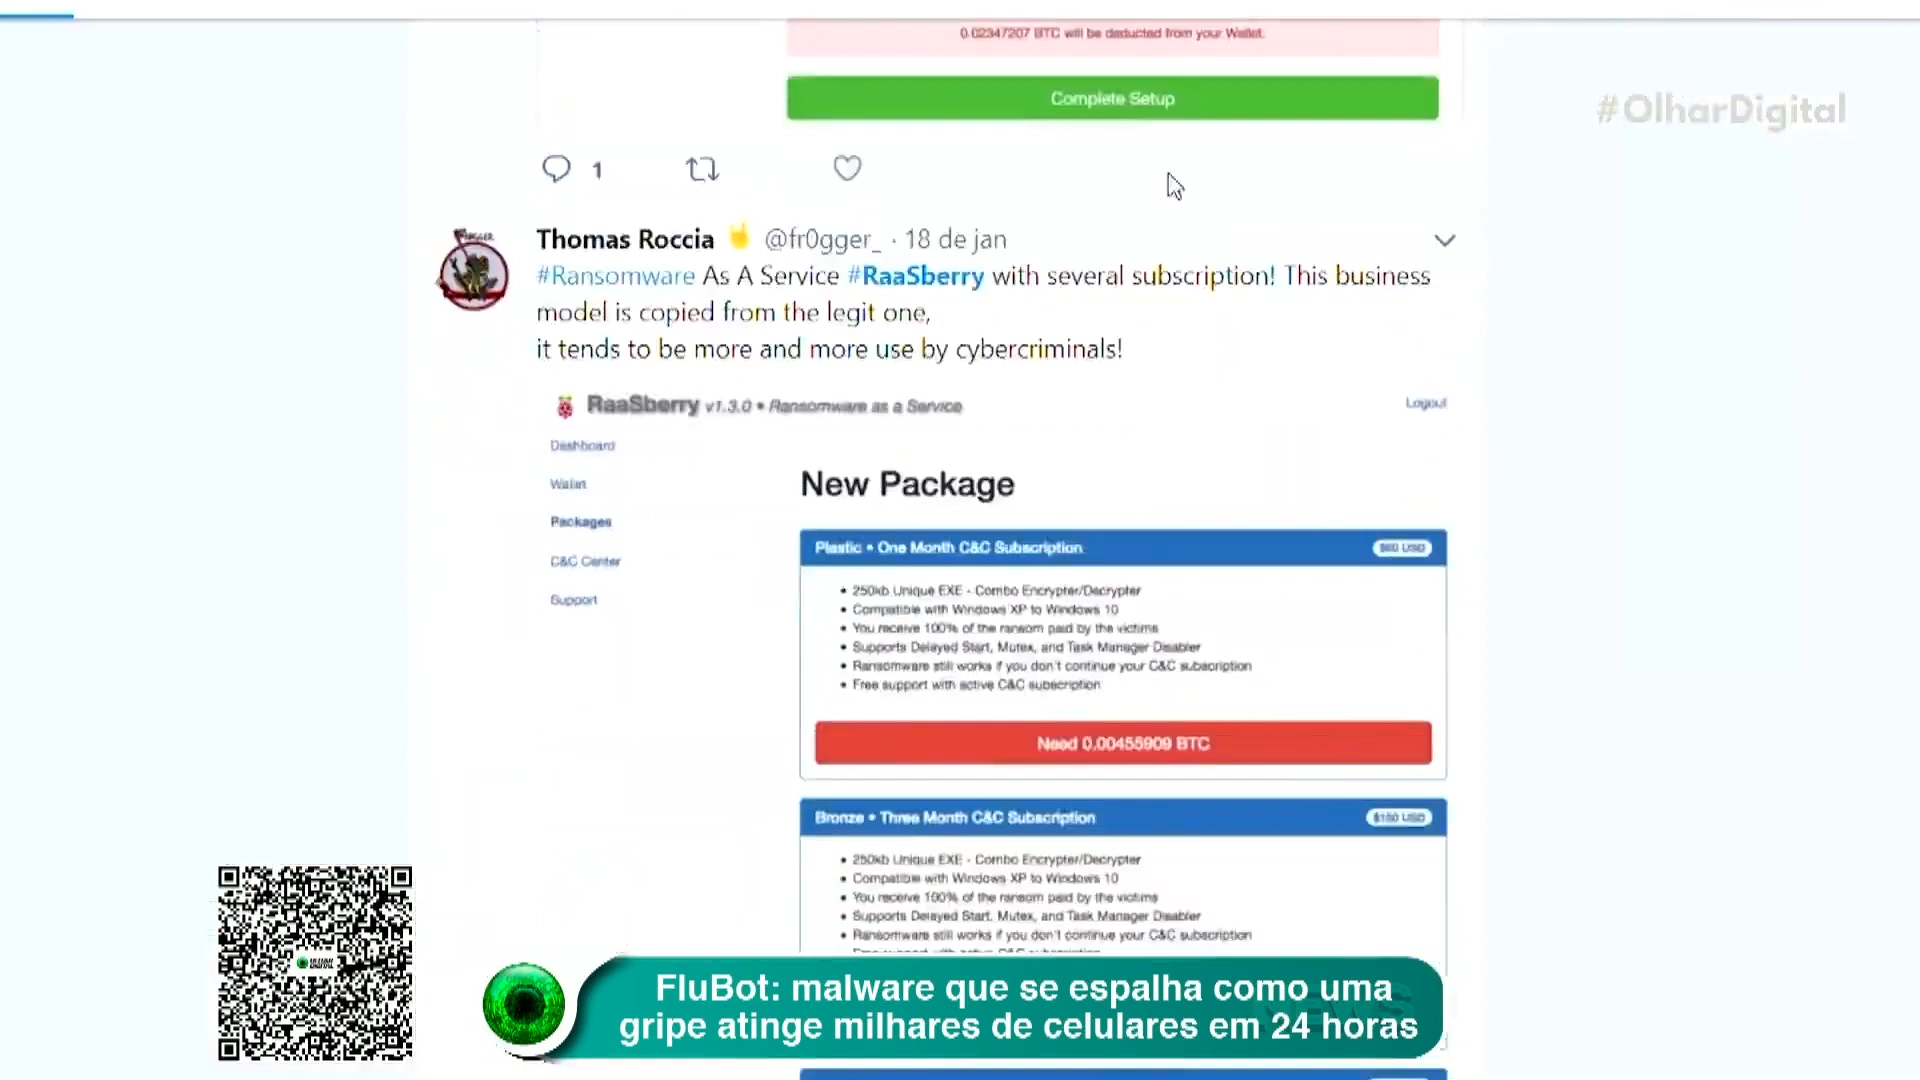 0.02347207 BTC will be deducted from your Wallet.
Complete Setup
#OlharDigital
1
Thomas Roccia @fr0gger_ · 18 de jan
#Ransomware As A Service #RaaSberry with several subscription! This business
model is copied from the legit one,
it tends to be more and more use by cybercriminals!
RaaSberry v1.3.0 • Ransomware as a Service
Logout
Dashboard
Wallet
Packages
C&C Center
Support
New Package
Plastic • One Month C&C Subscription
$60 USD
• 250kb Unique EXE - Combo Encrypter/Decrypter
• Compatible with Windows XP to Windows 10
• You receive 100% of the ransom paid by the victims
• Supports Delayed Start, Mutex, and Task Manager Disabler
• Ransomware still works if you don't continue your C&C subscription
• Free support with active C&C subscription
Need 0.00455909 BTC
Bronze • Three Month C&C Subscription
$150 USD
• 250kb Unique EXE - Combo Encrypter/Decrypter
• Compatible with Windows XP to Windows 10
• You receive 100% of the ransom paid by the victims
• Supports Delayed Start, Mutex, and Task Manager Disabler
• Ransomware still works if you don't continue your C&C subscription
FluBot: malware que se espalha como uma
gripe atinge milhares de celulares em 24 horas